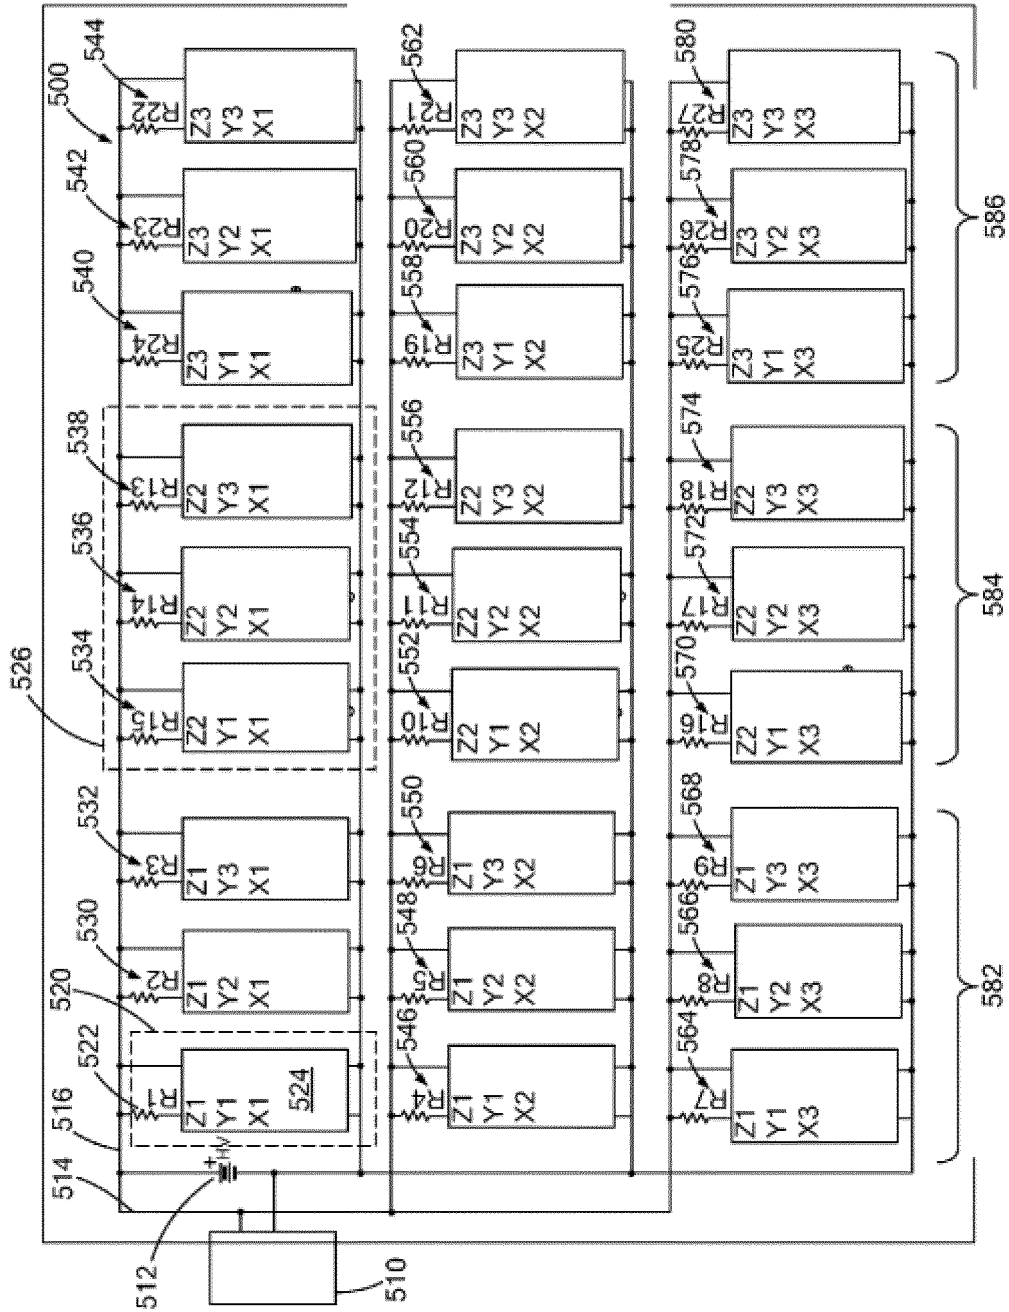 526
512
514
516
522
520
530
532
534
536
538
540
542
500
544
+
HV
R1
Z1
Y1
X1
524
R2
Z1
Y2
X1
R3
Z1
Y3
X1
R15
Z2
Y1
X1
R14
Z2
Y2
X1
R13
Z2
Y3
X1
R24
Z3
Y1
X1
R23
Z3
Y2
X1
R22
Z3
Y3
X1
510
546
R4
Z1
Y1
X2
548
R5
Z1
Y2
X2
550
R6
Z1
Y3
X2
552
R10
Z2
Y1
X2
554
R11
Z2
Y2
X2
556
R12
Z2
Y3
X2
558
R19
Z3
Y1
X2
560
R20
Z3
Y2
X2
562
R21
Z3
Y3
X2
564
R7
Z1
Y1
X3
566
R8
Z1
Y2
X3
568
R9
Z1
Y3
X3
570
R16
Z2
Y1
X3
572
R17
Z2
Y2
X3
574
R18
Z2
Y3
X3
576
R25
Z3
Y1
X3
578
R26
Z3
Y2
X3
580
R27
Z3
Y3
X3
582
584
586